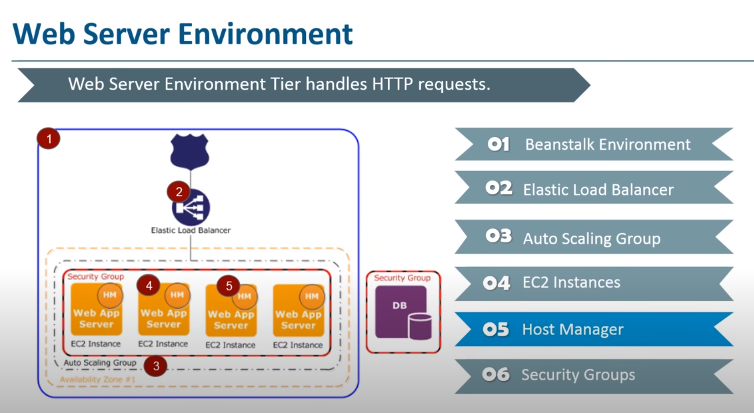 Web Server Environment
Web Server Environment Tier handles HTTP requests.
1
2
Elastic Load Balancer
Security Group
4
5
HM
HM
HM
HM
Web App
Server
Web App
Server
Web App
Server
Web App
Server
EC2 Instance
EC2 Instance
EC2 Instance
EC2 Instance
Auto Scaling Group
3
Availability Zone #1
Security Group
DB
01 Beanstalk Environment
02 Elastic Load Balancer
03 Auto Scaling Group
04 EC2 Instances
05 Host Manager
06 Security Groups